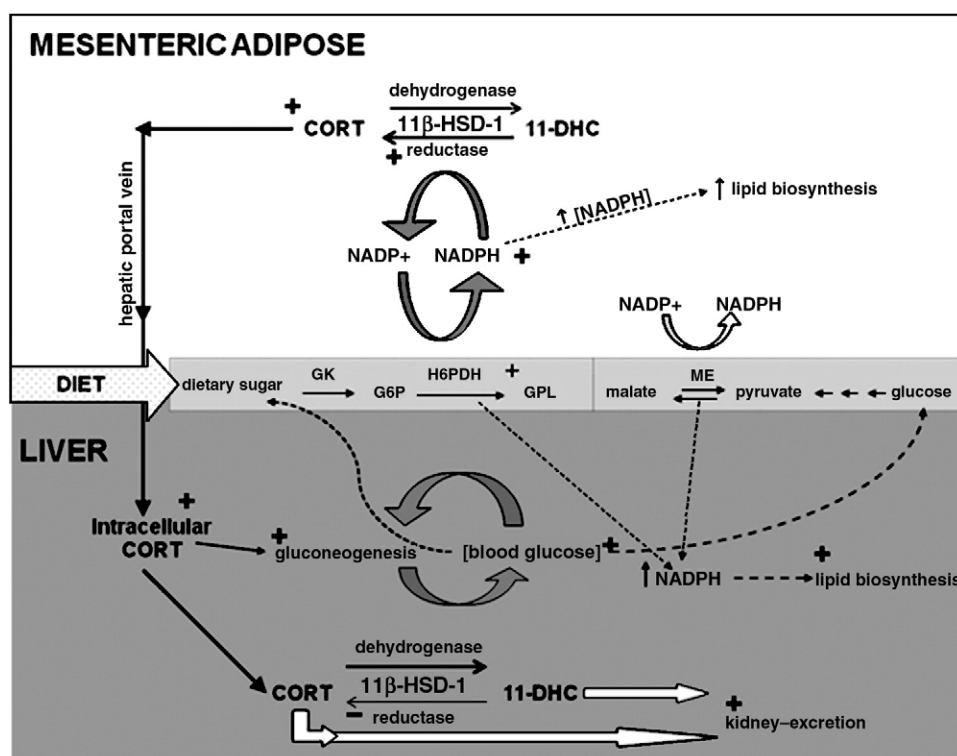 MESENTERIC ADIPOSE
dehydrogenase
+ CORT 11β-HSD-1 11-DHC
+ reductase
hepatic portal vein
↑ [NADPH]
↑ lipid biosynthesis
NADP+ NADPH +
NADP+ NADPH
DIET
dietary sugar GK G6P H6PDH + GPL
malate ME pyruvate glucose
LIVER
+
Intracellular
CORT
+
gluconeogenesis [blood glucose] +
↑ NADPH
+
lipid biosynthesis
dehydrogenase
CORT 11β-HSD-1 11-DHC
− reductase
+
kidney–excretion